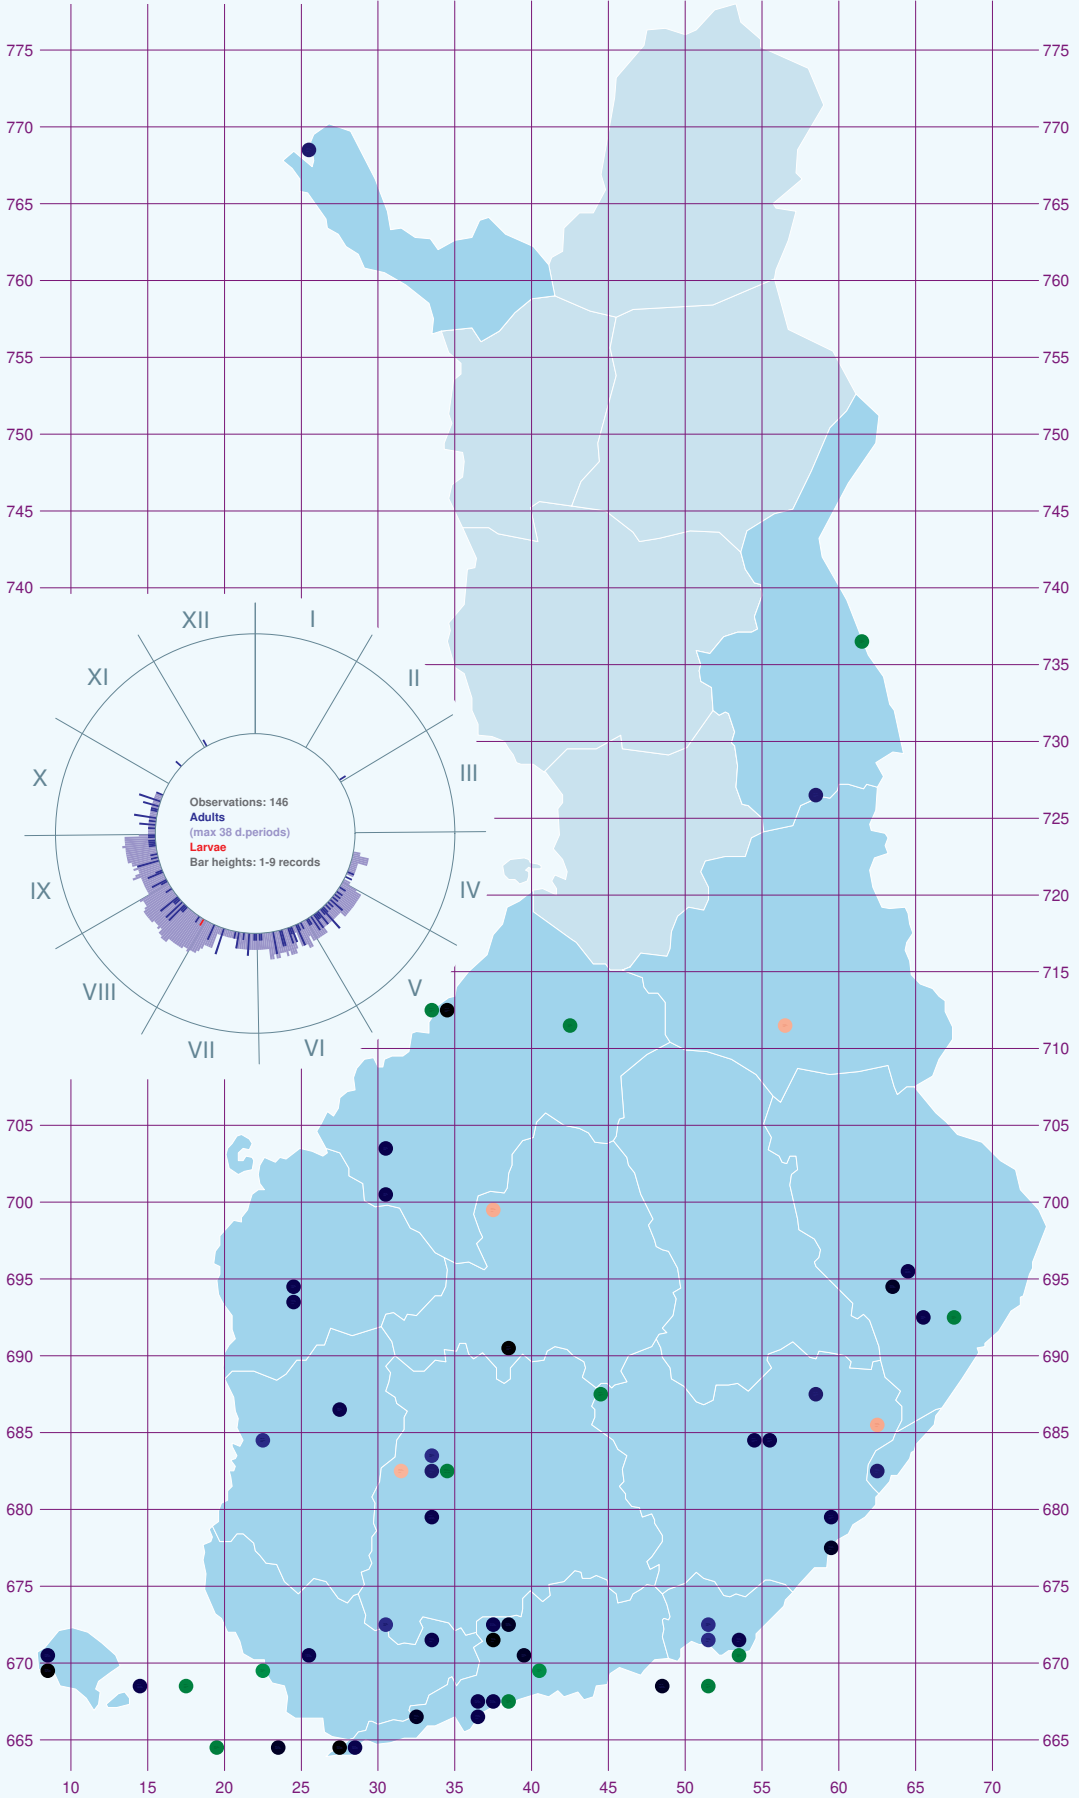 775 775
770 770
765 765
760 760
755 755
750 750
745 745
740 740
XII I
XI II
735
X III
730 730
Observations: 146
Adults
(max 38 d.periods)
Larvae
Bar heights: 1-9 records
725 725
IX IV
720 720
VIII V
715 715
VII VI
710 710
705 705
700 700
695 695
690 690
685 685
680 680
675 675
670 670
665 665
10 15 20 25 30 35 40 45 50 55 60 65 70